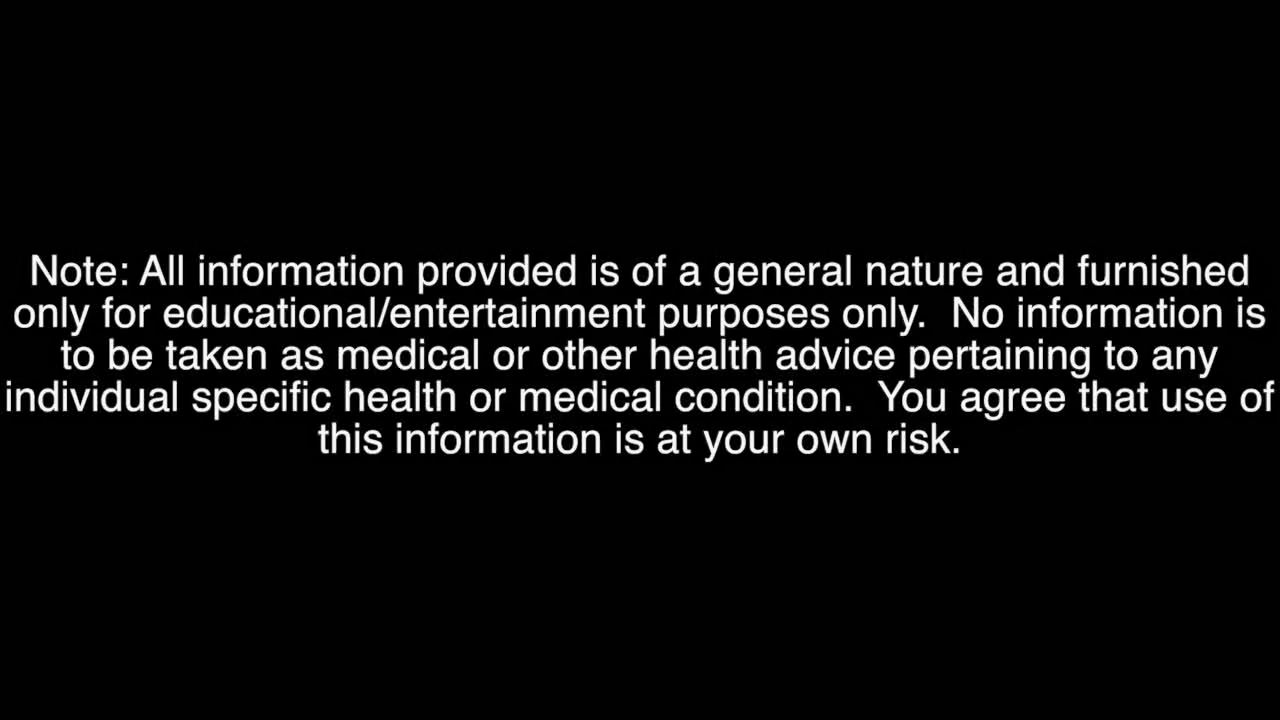 Note: All information provided is of a general nature and furnished
only for educational/entertainment purposes only.  No information is
to be taken as medical or other health advice pertaining to any
individual specific health or medical condition.  You agree that use of
this information is at your own risk.